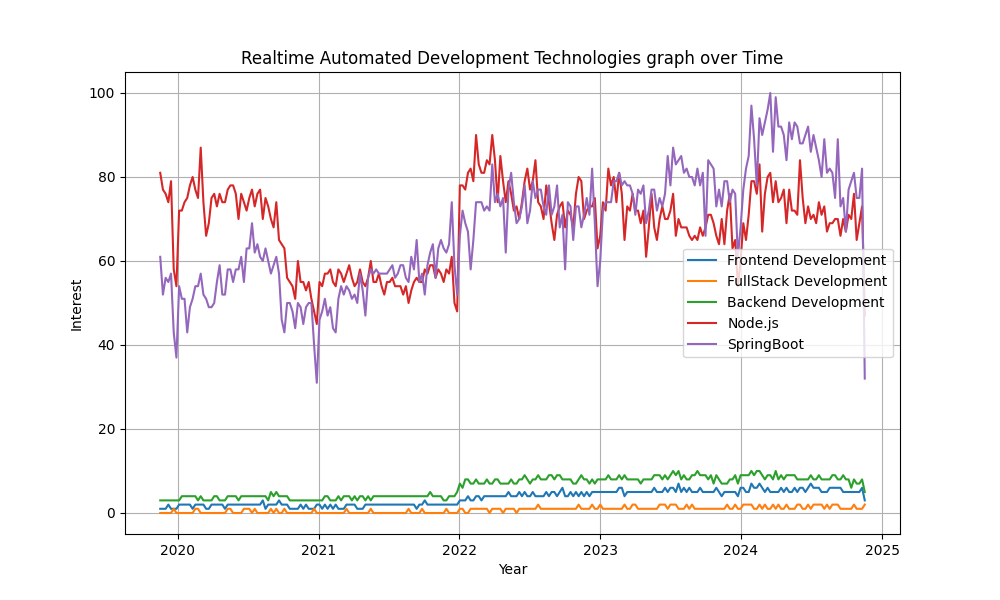 Realtime Automated Development Technologies graph over Time
100
80
60
40
20
0
Interest
Frontend Development
FullStack Development
Backend Development
Node.js
SpringBoot
2020 2021 2022 2023 2024 2025
Year